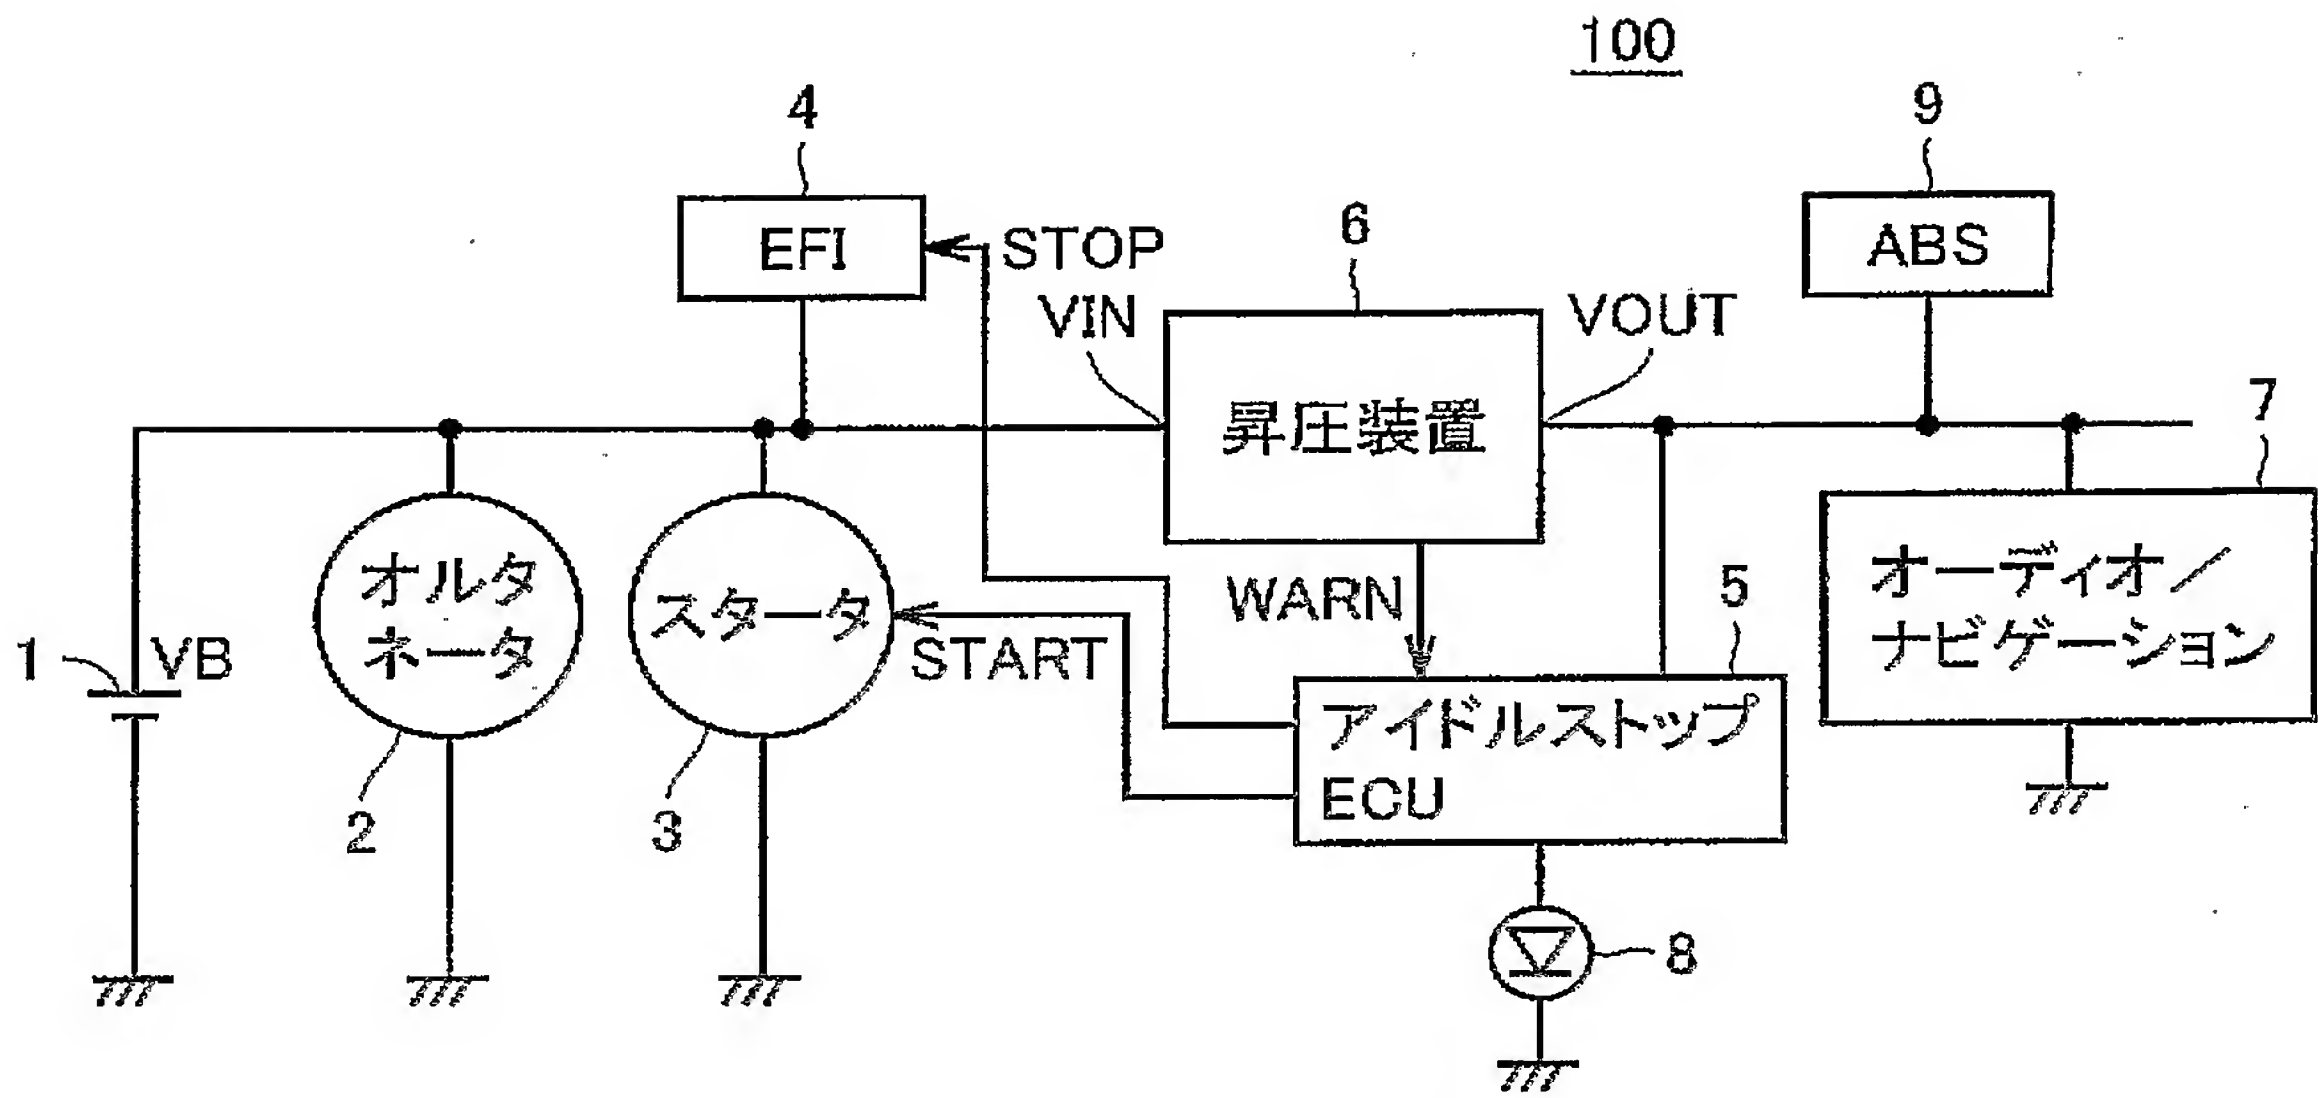 100
4
9
EFI
STOP
6
ABS
VIN
VOUT
昇圧装置
7
オルタ
ネータ
スタータ
WARN
5
オーディオ/
ナビゲーション
1
VB
START
アイドルストップ
ECU
2
3
8